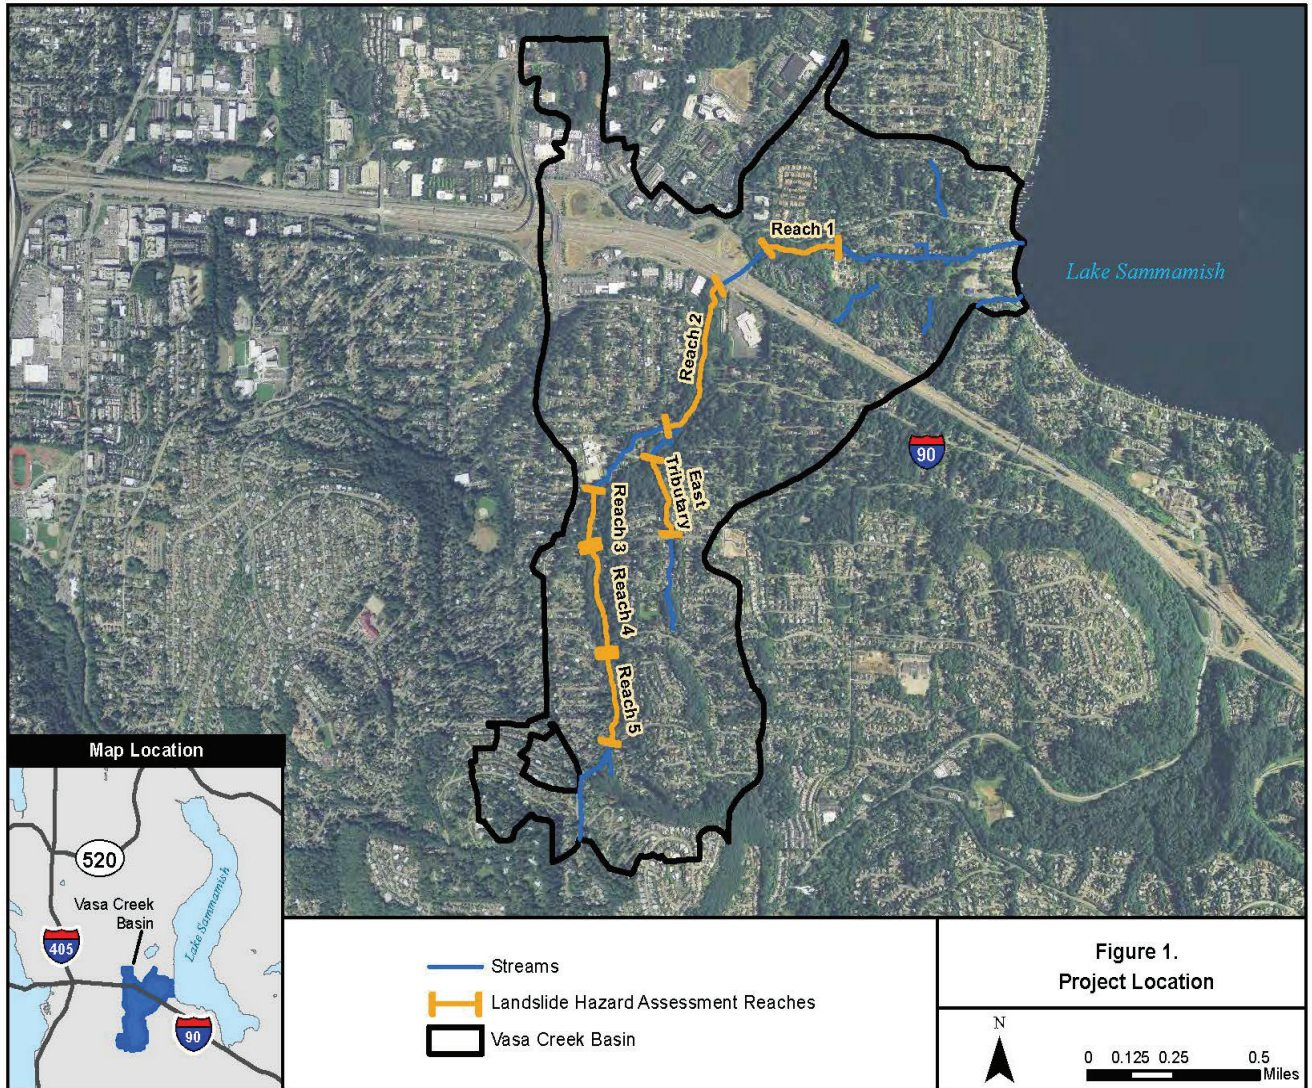 Reach 1
Lake Sammamish
Reach 2
90
East
Tributary
Reach 3
Reach 4
Reach 5
Map Location
520
Vasa Creek
Basin
Lake Sammamish
405
90
Streams
Landslide Hazard Assessment Reaches
Vasa Creek Basin
Figure 1.
Project Location
N
0 0.125 0.25 0.5
Miles